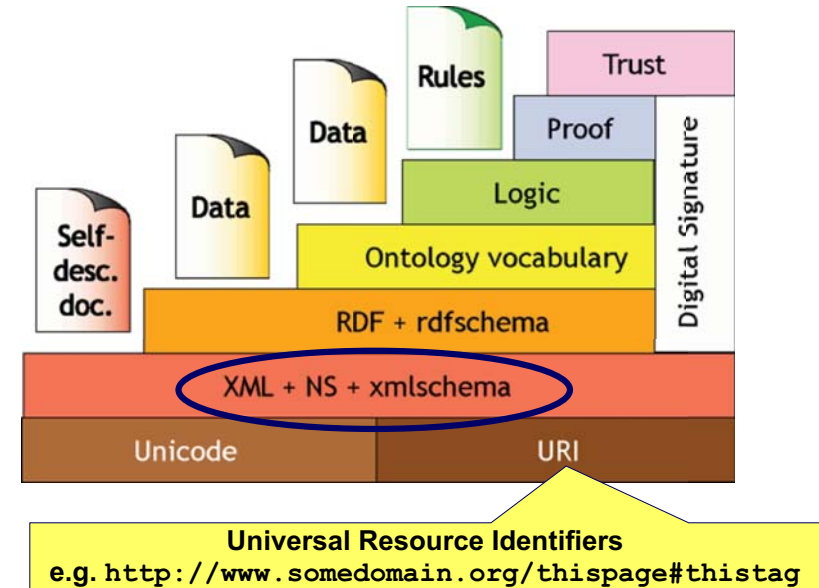 Trust
Rules
Proof
Data
Logic
Digital Signature
Data
Ontology vocabulary
Self-
desc.
doc.
RDF + rdfschema
XML + NS + xmlschema
Unicode
URI
Universal Resource Identifiers
e.g. http://www.somedomain.org/thispage#thistag